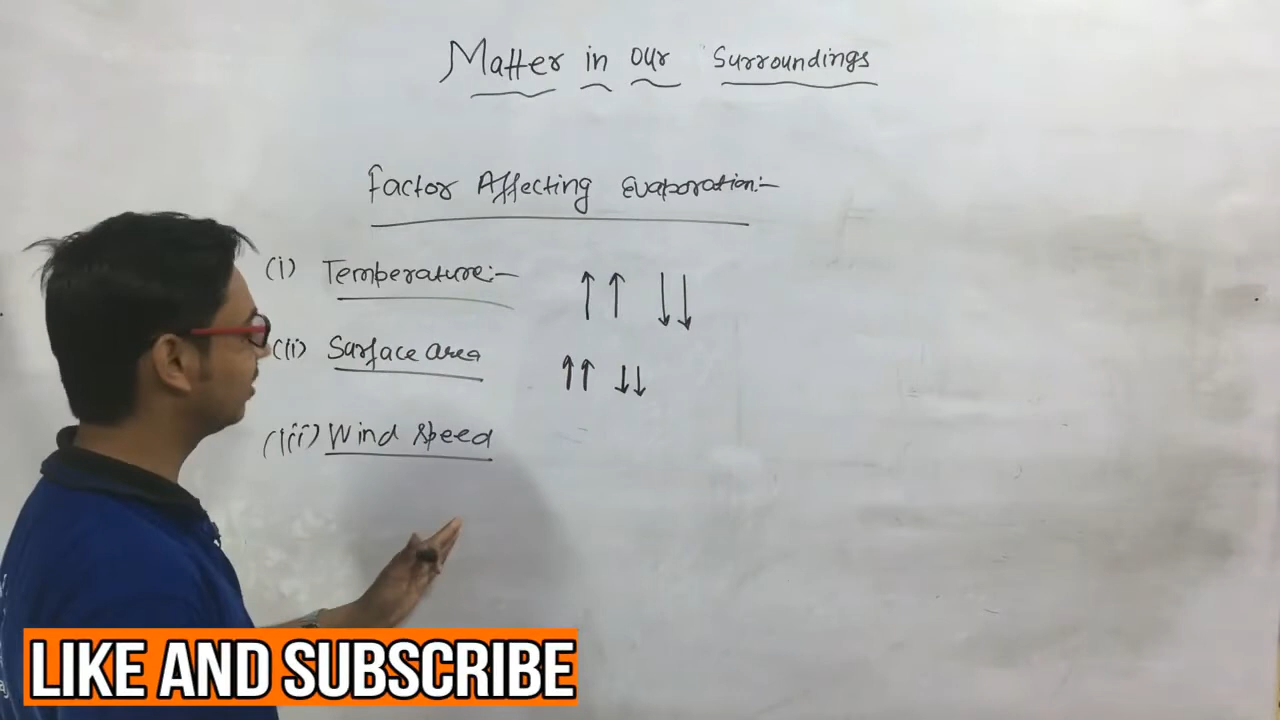 Matter in our Surroundings
Factor Affecting Evaporation:-
(i) Temperature:- ↑↑ ↓↓
(ii) Surface area ↑↑ ↓↓
(iii) Wind Speed
LIKE AND SUBSCRIBE